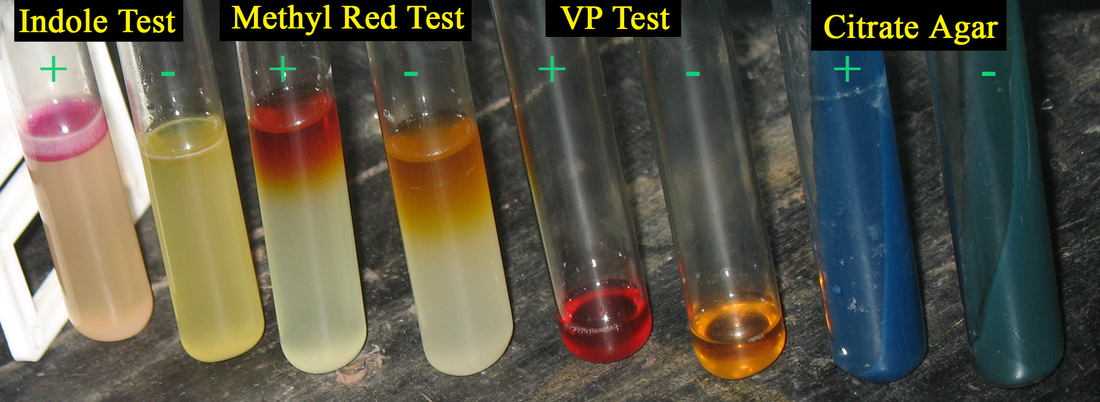 Indole Test
Methyl Red Test
VP Test
Citrate Agar
+
-
+
-
+
-
+
-